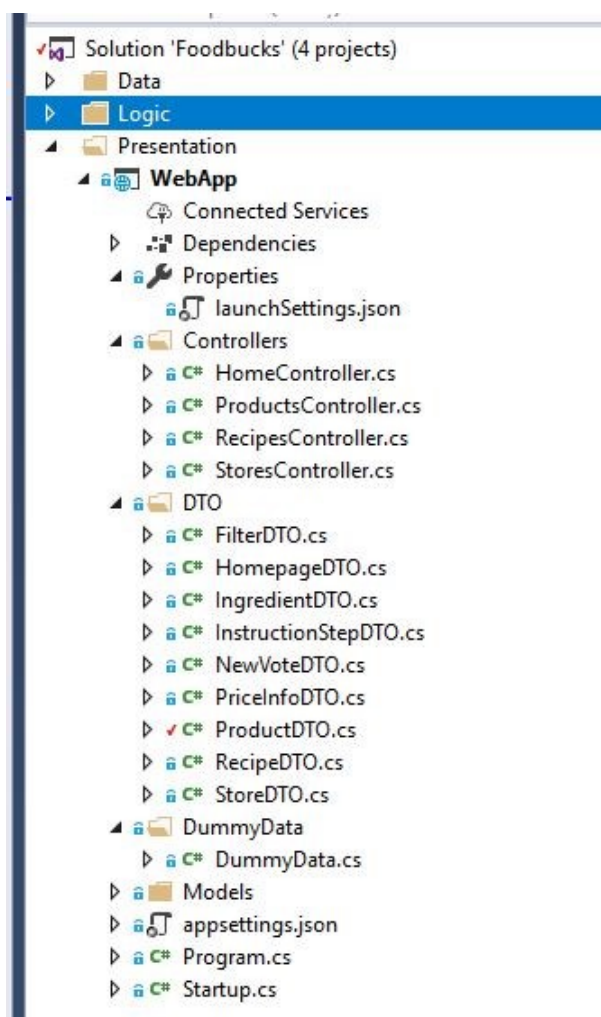 Solution 'Foodbucks' (4 projects)
Data
Logic
Presentation
WebApp
Connected Services
Dependencies
Properties
launchSettings.json
Controllers
C# HomeController.cs
C# ProductsController.cs
C# RecipesController.cs
C# StoresController.cs
DTO
C# FilterDTO.cs
C# HomepageDTO.cs
C# IngredientDTO.cs
C# InstructionStepDTO.cs
C# NewVoteDTO.cs
C# PriceInfoDTO.cs
C# ProductDTO.cs
C# RecipeDTO.cs
C# StoreDTO.cs
DummyData
C# DummyData.cs
Models
appsettings.json
C# Program.cs
C# Startup.cs